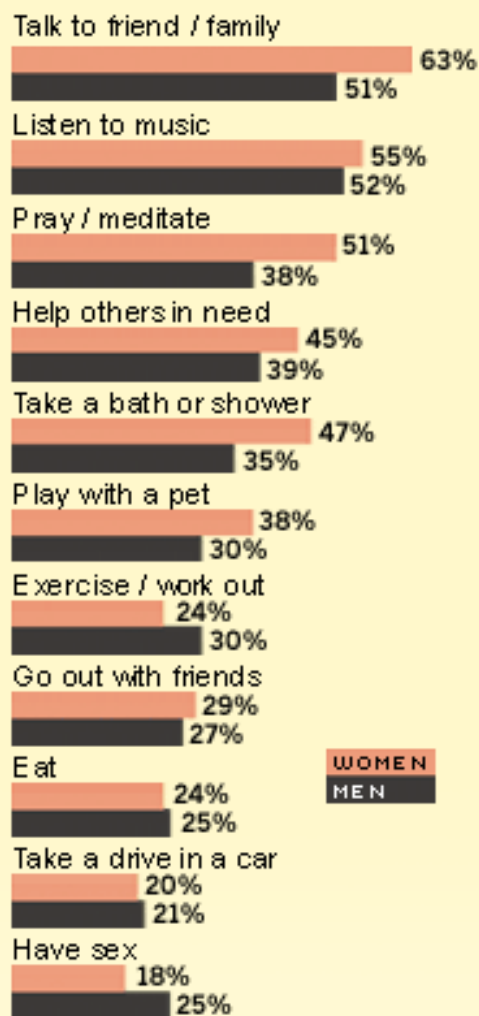 Talk to friend / family
63%
51%
Listen to music
55%
52%
Pray / meditate
51%
38%
Help others in need
45%
39%
Take a bath or shower
47%
35%
Play with a pet
38%
30%
Exercise / work out
24%
30%
Go out with friends
29%
27%
Eat
24%
25%
WOMEN
MEN
Take a drive in a car
20%
21%
Have sex
18%
25%